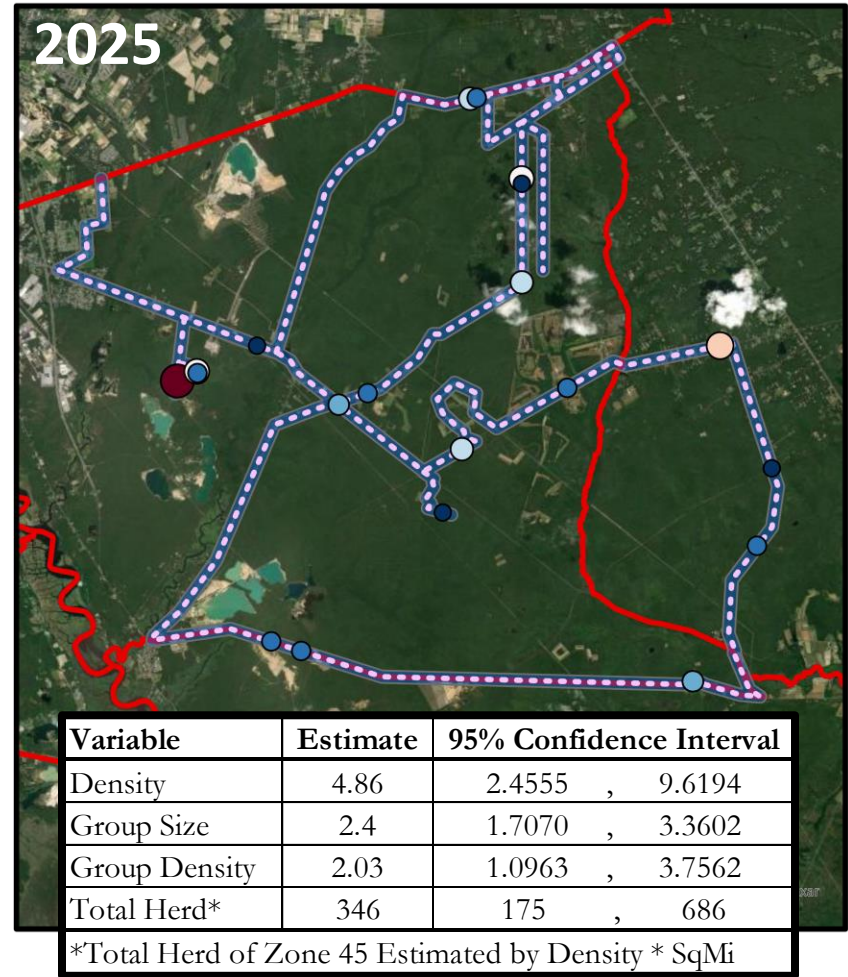 2025
Variable Estimate 95% Confidence Interval
Density 4.86 2.4555 , 9.6194
Group Size 2.4 1.7070 , 3.3602
Group Density 2.03 1.0963 , 3.7562
Total Herd* 346 175 , 686
*Total Herd of Zone 45 Estimated by Density * SqMi